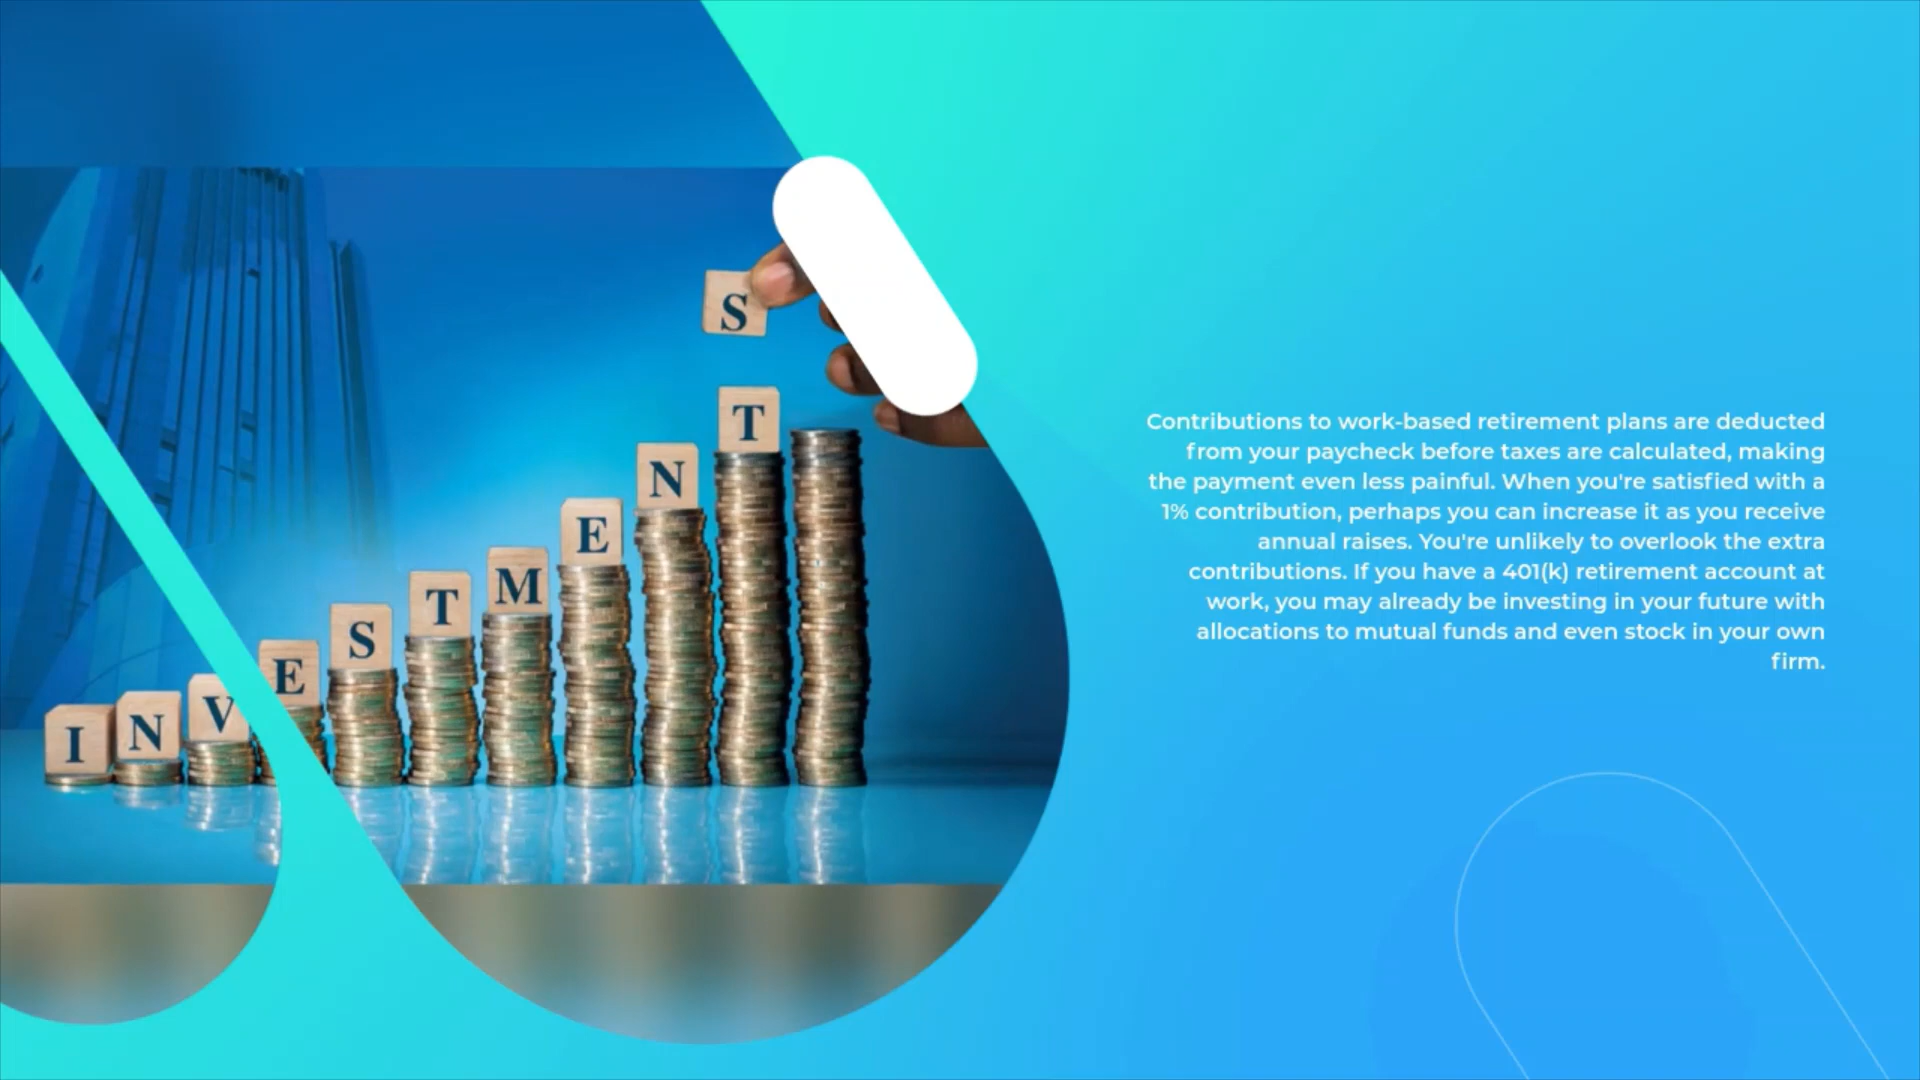 INVESTMENTS
Contributions to work-based retirement plans are deducted
from your paycheck before taxes are calculated, making
the payment even less painful. When you're satisfied with a
1% contribution, perhaps you can increase it as you receive
annual raises. You're unlikely to overlook the extra
contributions. If you have a 401(k) retirement account at
work, you may already be investing in your future with
allocations to mutual funds and even stock in your own
firm.